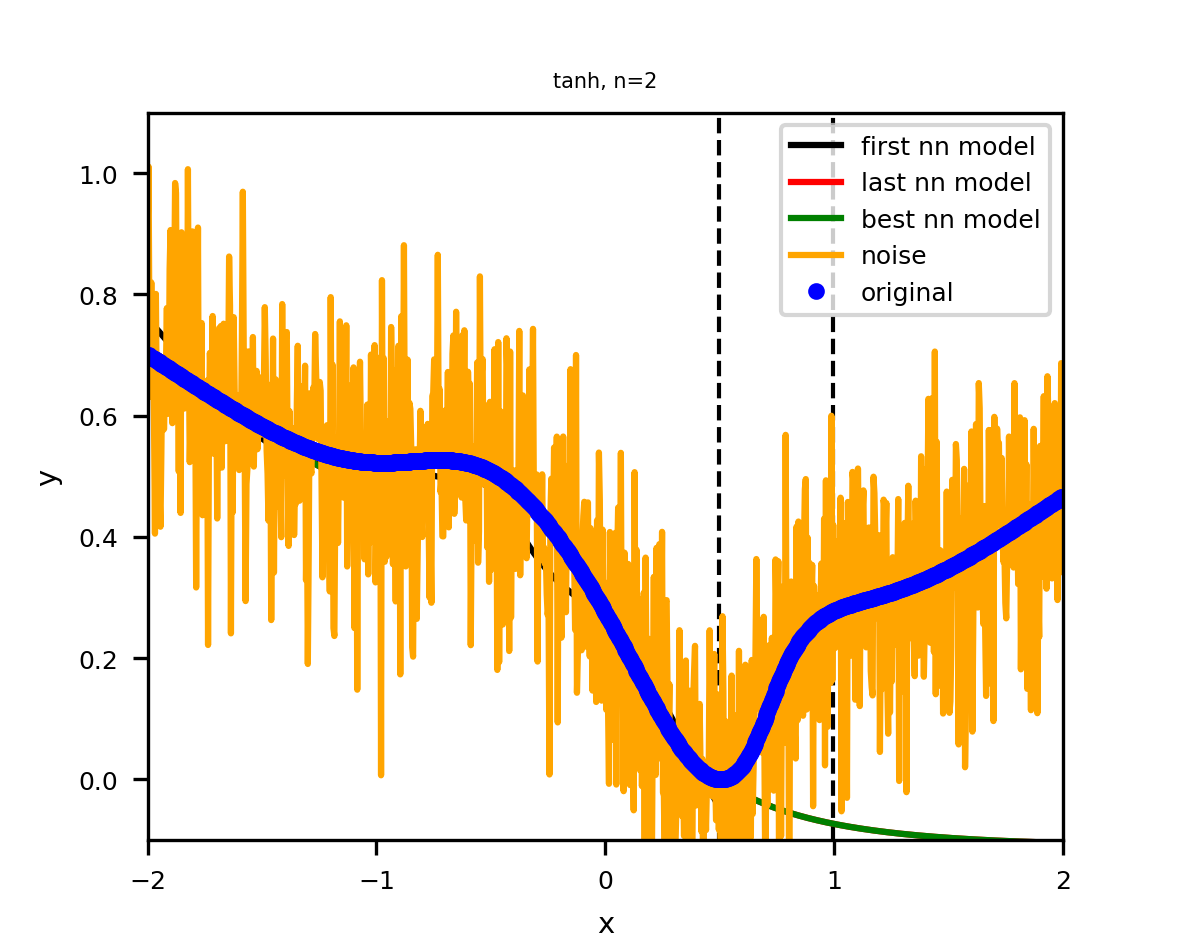 tanh, n=2
first nn model
last nn model
best nn model
noise
original
y
1.0
0.8
0.6
0.4
0.2
0.0
−2
−1
0
1
2
x